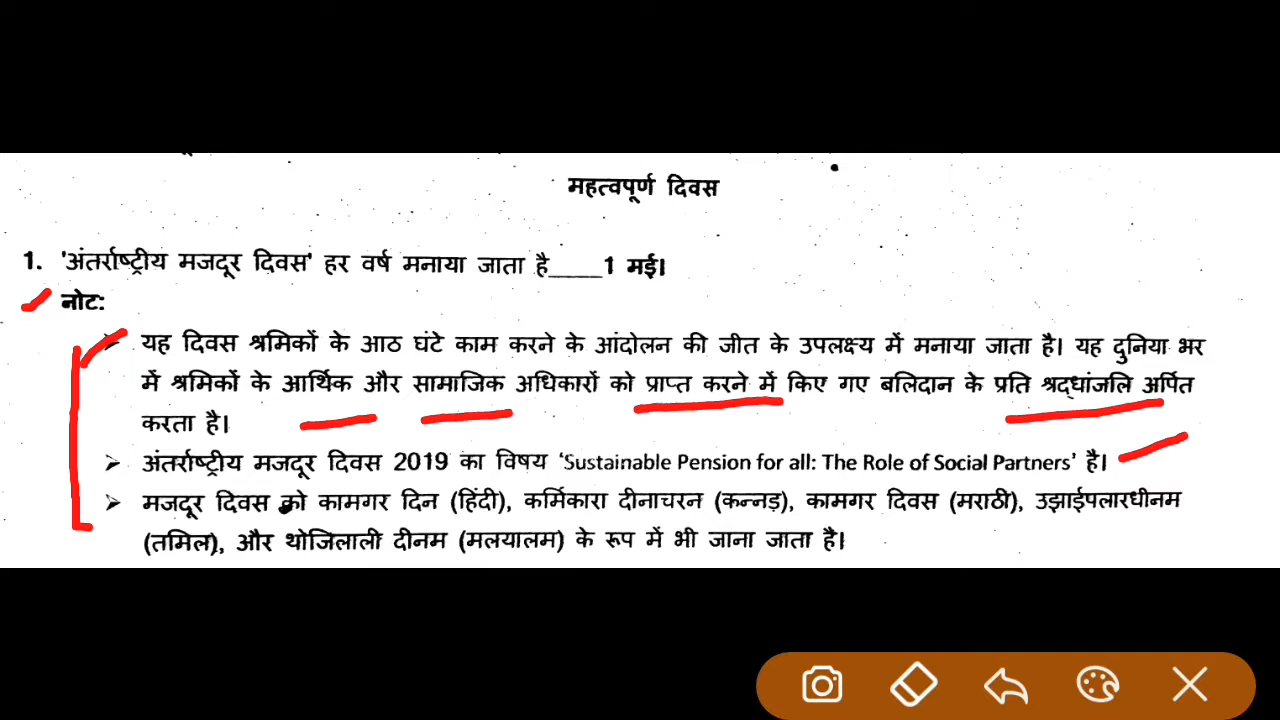 महत्वपूर्ण दिवस
1. 'अंतर्राष्ट्रीय मजदूर दिवस' हर वर्ष मनाया जाता है____1 मई।
नोट:
➢ यह दिवस श्रमिकों के आठ घंटे काम करने के आंदोलन की जीत के उपलक्ष्य में मनाया जाता है। यह दुनिया भर
में श्रमिकों के आर्थिक और सामाजिक अधिकारों को प्राप्त करने में किए गए बलिदान के प्रति श्रद्धांजलि अर्पित
करता है।
➢ अंतर्राष्ट्रीय मजदूर दिवस 2019 का विषय 'Sustainable Pension for all: The Role of Social Partners' है।
➢ मजदूर दिवस को कामगर दिन (हिंदी), कर्मिकारा दीनाचरन (कन्नड़), कामगर दिवस (मराठी), उझाईपलारधीनम
(तमिल), और थोजिलाली दीनम (मलयालम) के रूप में भी जाना जाता है।